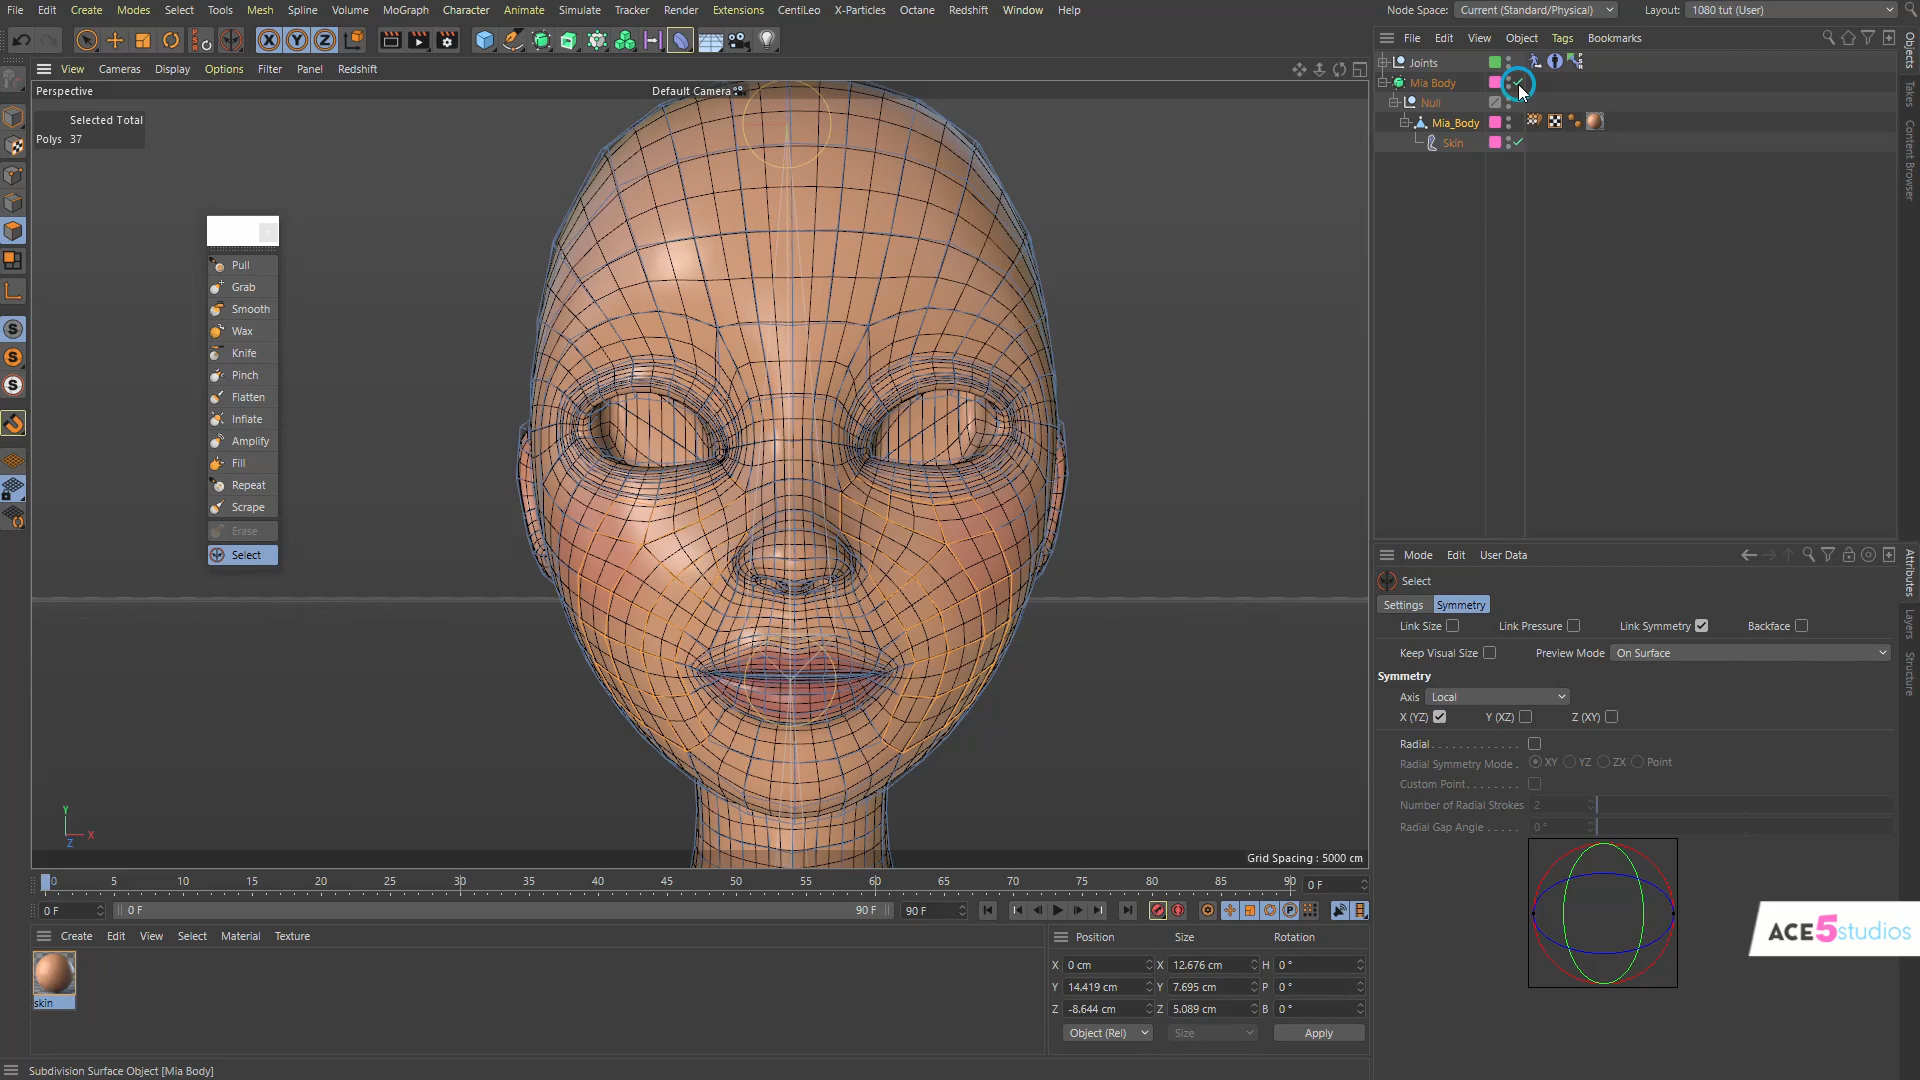 File Edit Create Modes Select Tools Mesh Spline Volume MoGraph Character Animate Simulate Tracker Render Extensions CentiLeo X-Particles Octane Redshift Window Help Node Space: Current (Standard/Physical) Layout: 1080 tut (User)
File Edit View Object Tags Bookmarks
View Cameras Display Options Filter Panel Redshift
Joints
Mia Body
Null
Mia_Body
Skin
Perspective
Default Camera
Selected Total
Polys 37
Pull
Grab
Smooth
Wax
Knife
Pinch
Flatten
Inflate
Amplify
Fill
Repeat
Scrape
Erase
Select
Y
X
Z
Grid Spacing : 5000 cm
Objects
Takes
Content Browser
Attributes
Layers
Structure
Mode Edit User Data
Select
Settings Symmetry
Link Size Link Pressure Link Symmetry Backface
Keep Visual Size Preview Mode On Surface
Symmetry
Axis Local
X (YZ) Y (XZ) Z (XY)
Radial
Radial Symmetry Mode XY YZ ZX Point
Custom Point
Number of Radial Strokes 2
Radial Gap Angle 0 °
ACE5studios
0 5 10 15 20 25 30 35 40 45 50 55 60 65 70 75 80 85 90 0 F
0 F 0 F 90 F 90 F
Create Edit View Select Material Texture
skin
Position Size Rotation
X 0 cm X 12.676 cm H 0 °
Y 14.419 cm Y 7.695 cm P 0 °
Z -8.644 cm Z 5.089 cm B 0 °
Object (Rel) Size Apply
Subdivision Surface Object [Mia Body]